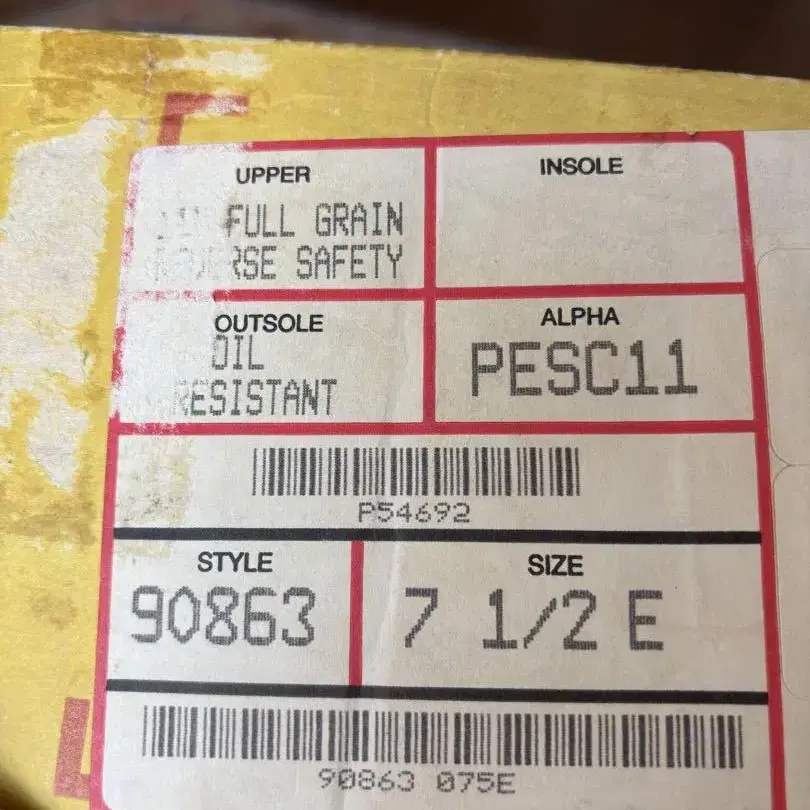 UPPER
FULL GRAIN
SAFETY
INSOLE
OUTSOLE
OIL
RESISTANT
ALPHA
PESC11
P54692
STYLE
90863
SIZE
7 1/2 E
90863 075E